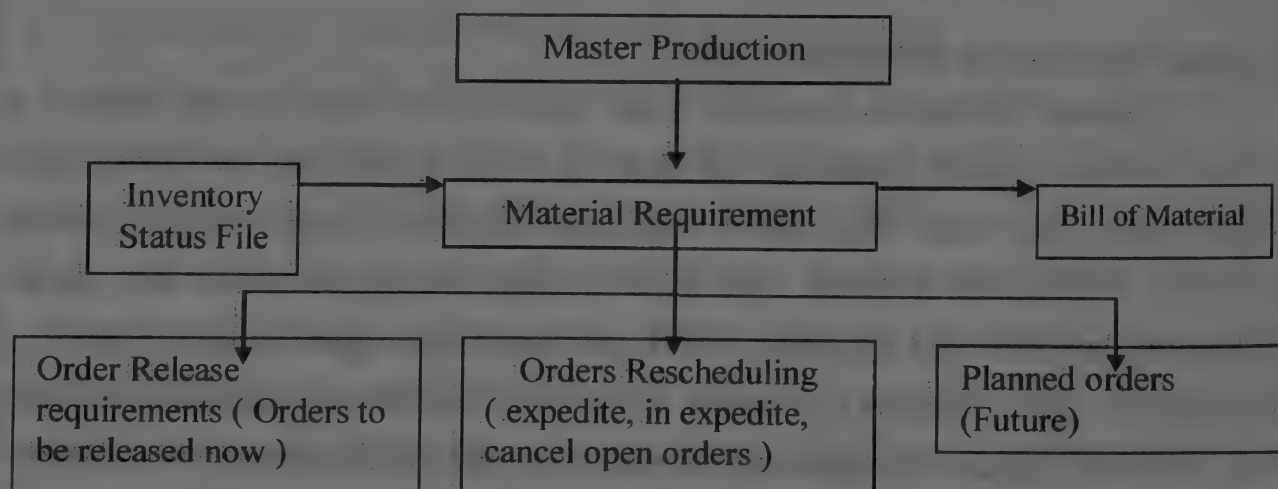 Master Production
Inventory
Status File
Material Requirement
Bill of Material
Order Release
requirements ( Orders to
be released now )
Orders Rescheduling
( expedite, in expedite,
cancel open orders )
Planned orders
(Future)